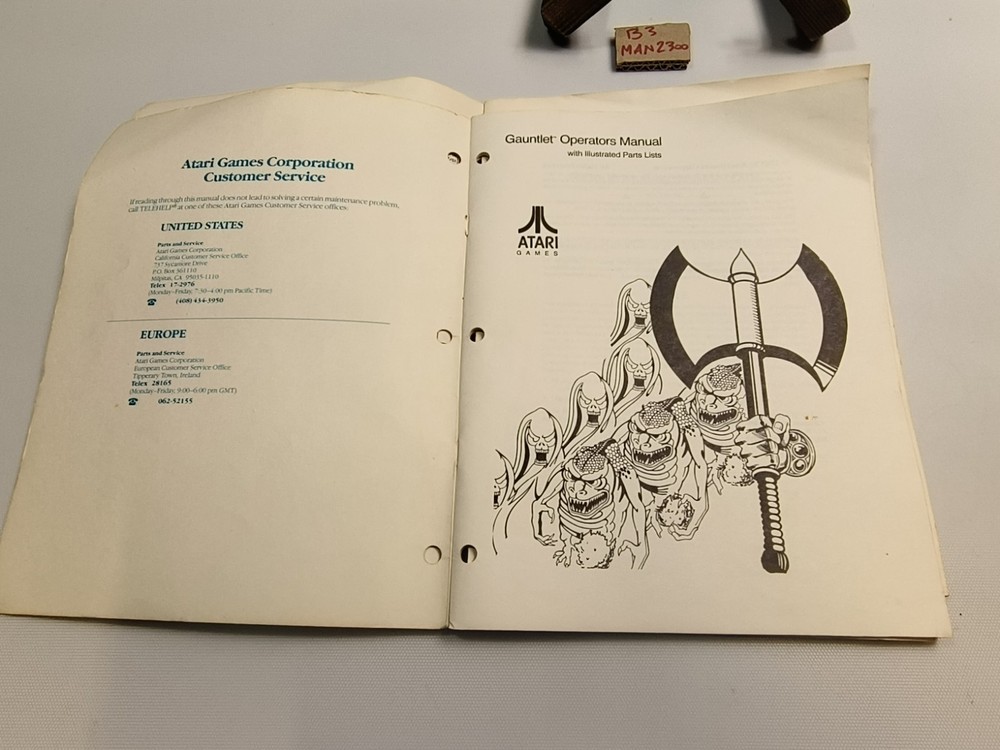 B3
MAN2300
Atari Games Corporation
Customer Service
If reading through this manual does not lead to solving a certain maintenance problem,
call TELEHELP® at one of these Atari Games Customer Service offices:
UNITED STATES
Parts and Service
Atari Games Corporation
California Customer Service Office
737 Sycamore Drive
P.O. Box 361110
Milpitas, CA 95035-1110
Telex 17-2976
(Monday–Friday, 7:30–4:00 pm Pacific Time)
☎ (408) 434-3950
EUROPE
Parts and Service
Atari Games Corporation
European Customer Service Office
Tipperary Town, Ireland
Telex 28165
(Monday–Friday, 9:00–6:00 pm GMT)
☎ 062-52155
Gauntlet™ Operators Manual
with Illustrated Parts Lists
ATARI
GAMES